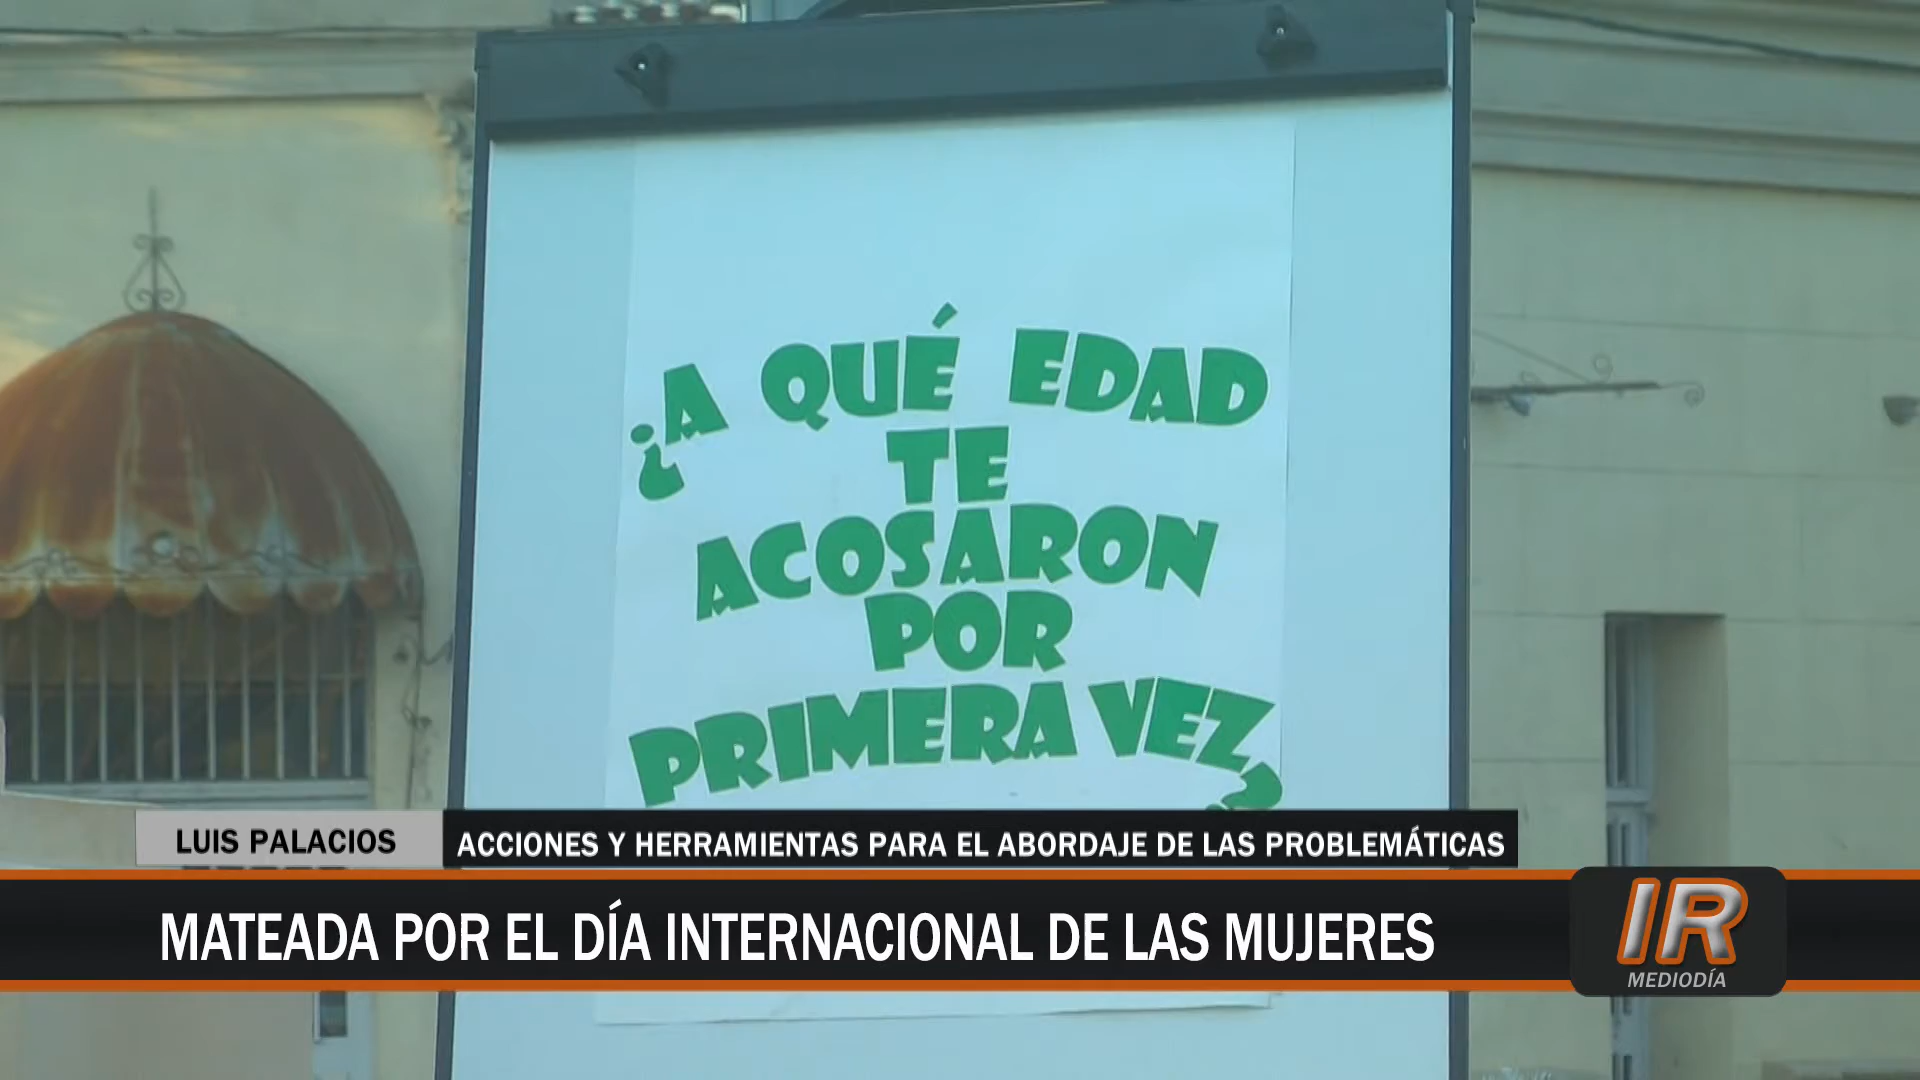 ¿A QUÉ EDAD
TE
ACOSARON
POR
PRIMERA VEZ?
LUIS PALACIOS
ACCIONES Y HERRAMIENTAS PARA EL ABORDAJE DE LAS PROBLEMÁTICAS
MATEADA POR EL DÍA INTERNACIONAL DE LAS MUJERES
IR
MEDIODÍA